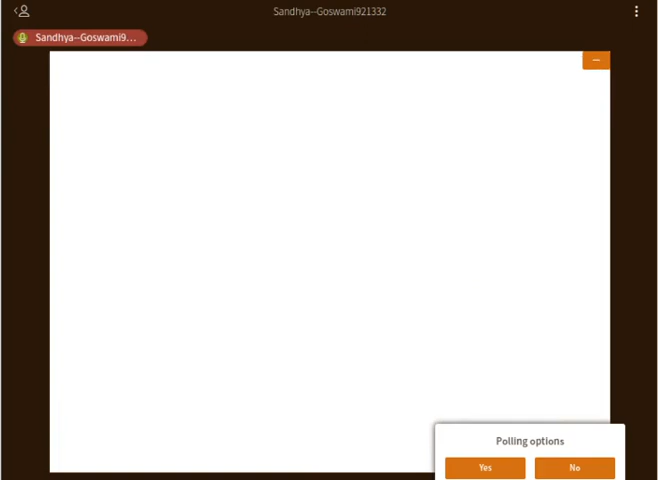 Sandhya--Goswami921332
Sandhya--Goswami9...
Polling options
Yes
No